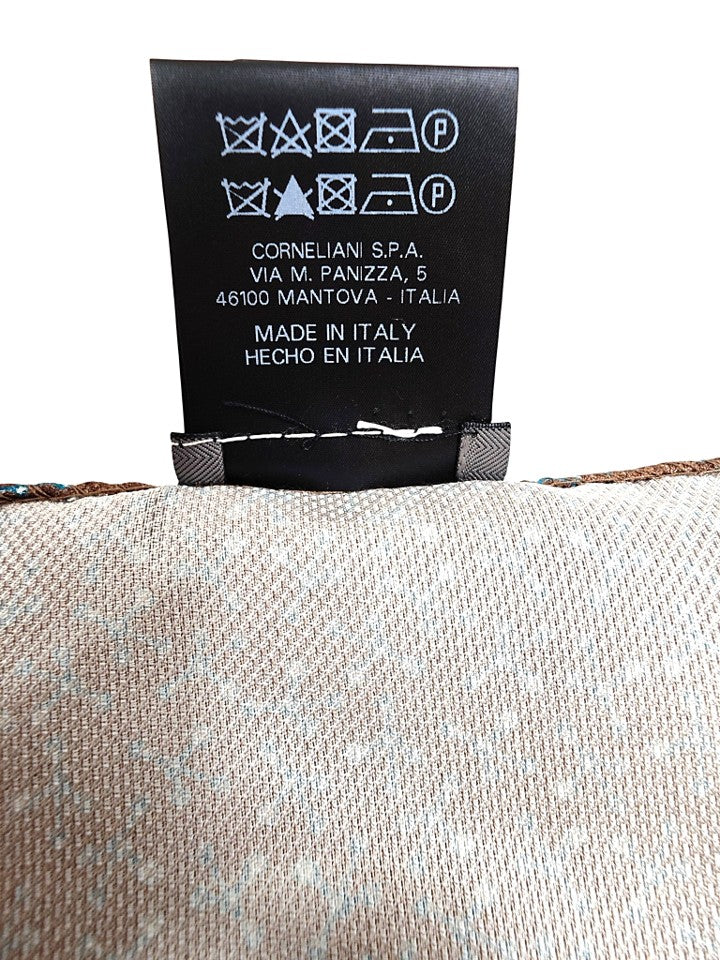 P
P
CORNELIANI S.P.A.
VIA M. PANIZZA, 5
46100 MANTOVA - ITALIA
MADE IN ITALY
HECHO EN ITALIA